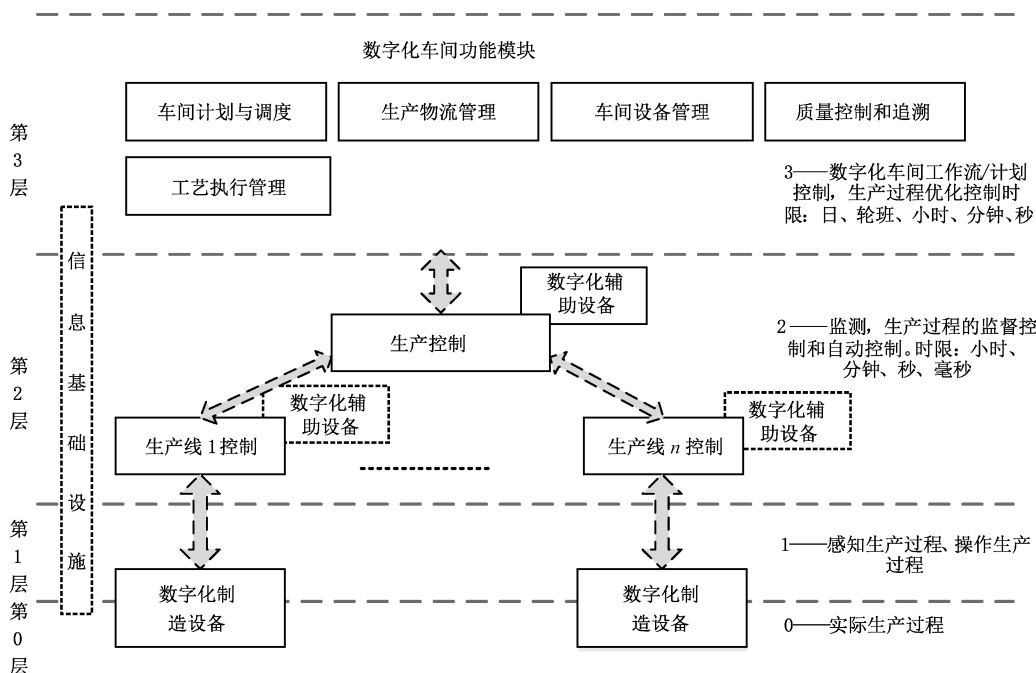 数字化车间功能模块
车间计划与调度
生产物流管理
车间设备管理
质量控制和追溯
第3层
工艺执行管理
3——数字化车间工作流/计划
控制，生产过程优化控制时
限：日、轮班、小时、分钟、秒
信息基础设施
数字化辅
助设备
生产控制
2——监测，生产过程的监督控
制和自动控制。时限：小时、
分钟、秒、毫秒
第2层
数字化辅
助设备
数字化辅
助设备
生产线1控制
生产线n控制
第1层
1——感知生产过程、操作生产
过程
数字化制
造设备
数字化制
造设备
第0层
0——实际生产过程